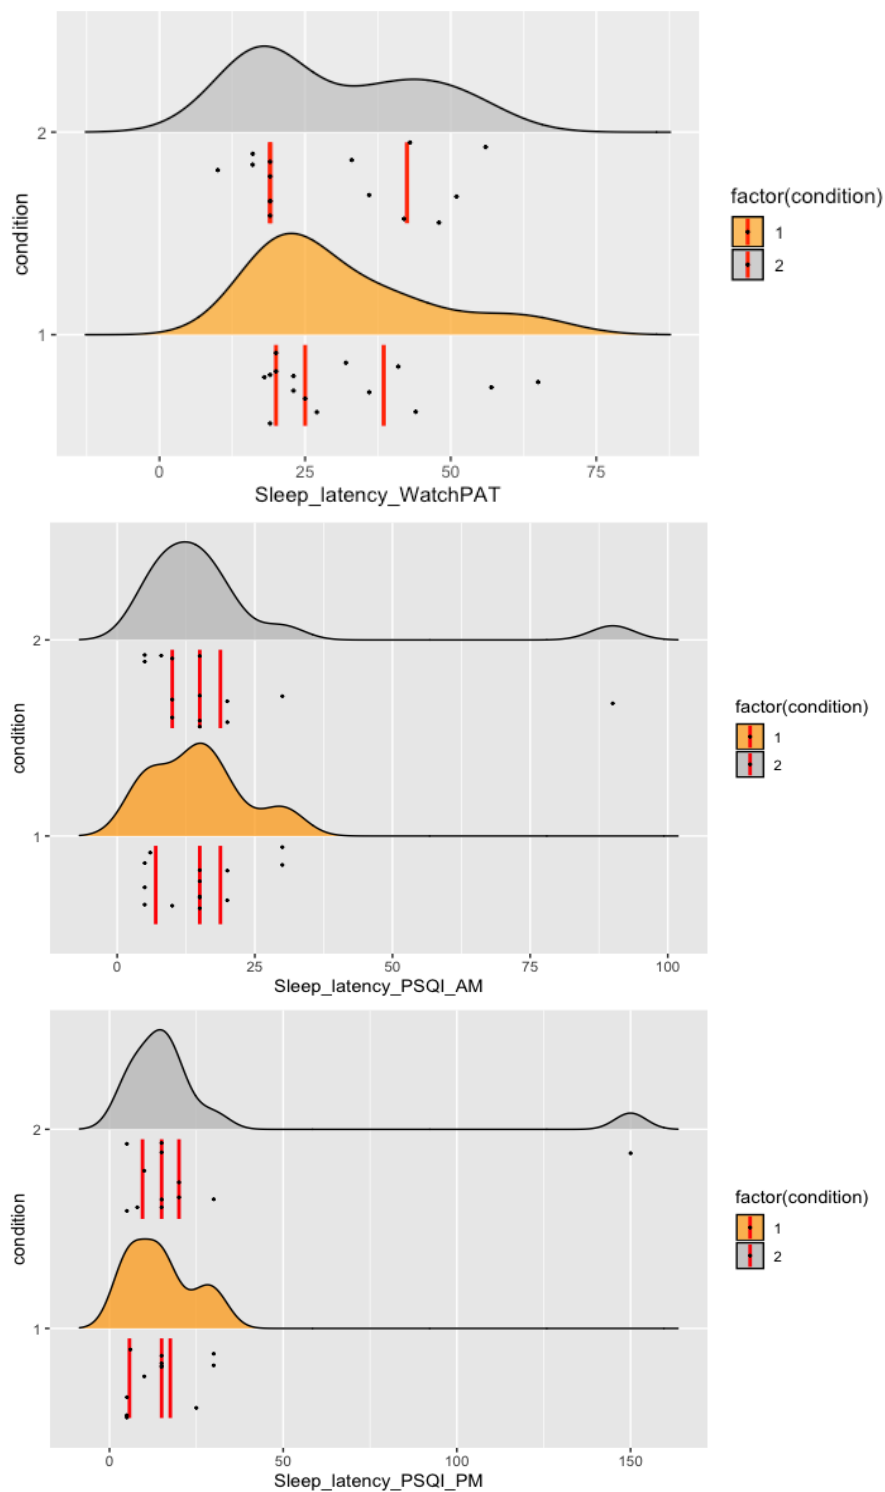 2
1
condition
0 25 50 75
Sleep_latency_WatchPAT
factor(condition)
1
2
2
1
condition
0 25 50 75 100
Sleep_latency_PSQI_AM
factor(condition)
1
2
2
1
condition
0 50 100 150
Sleep_latency_PSQI_PM
factor(condition)
1
2